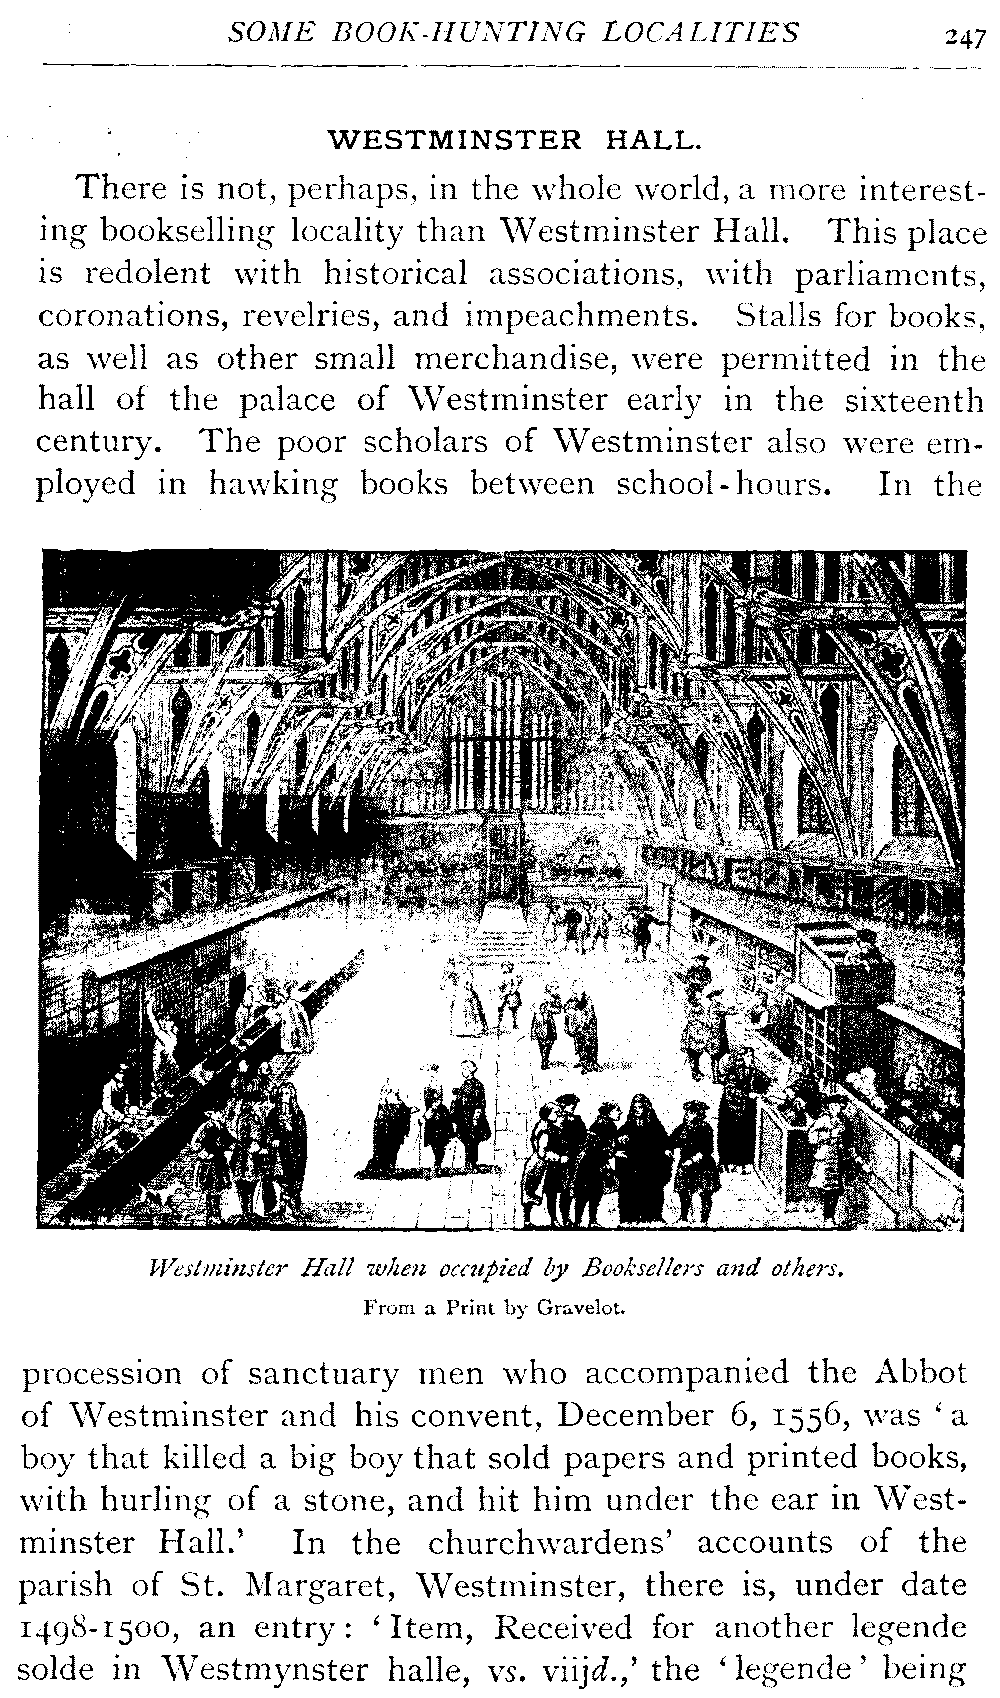 SOME BOOK-HUNTING LOCALITIES 247
WESTMINSTER HALL.
There is not, perhaps, in the whole world, a more interest-
ing bookselling locality than Westminster Hall. This place
is redolent with historical associations, with parliaments,
coronations, revelries, and impeachments. Stalls for books,
as well as other small merchandise, were permitted in the
hall of the palace of Westminster early in the sixteenth
century. The poor scholars of Westminster also were em-
ployed in hawking books between school-hours. In the
Westminster Hall when occupied by Booksellers and others.
From a Print by Gravelot.
procession of sanctuary men who accompanied the Abbot
of Westminster and his convent, December 6, 1556, was ‘a
boy that killed a big boy that sold papers and printed books,
with hurling of a stone, and hit him under the ear in West-
minster Hall.’ In the churchwardens’ accounts of the
parish of St. Margaret, Westminster, there is, under date
1498-1500, an entry: ‘Item, Received for another legende
solde in Westmynster halle, vs. viijd.,’ the ‘legende’ being